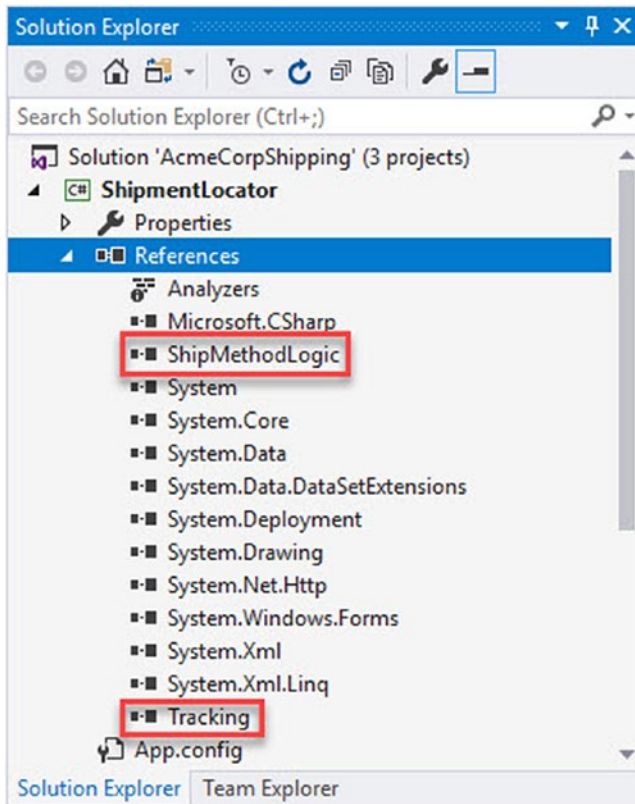 Solution Explorer
Search Solution Explorer (Ctrl+;)
Solution 'AcmeCorpShipping' (3 projects)
C# ShipmentLocator
Properties
References
Analyzers
Microsoft.CSharp
ShipMethodLogic
System
System.Core
System.Data
System.Data.DataSetExtensions
System.Deployment
System.Drawing
System.Net.Http
System.Windows.Forms
System.Xml
System.Xml.Linq
Tracking
App.config
Solution Explorer Team Explorer